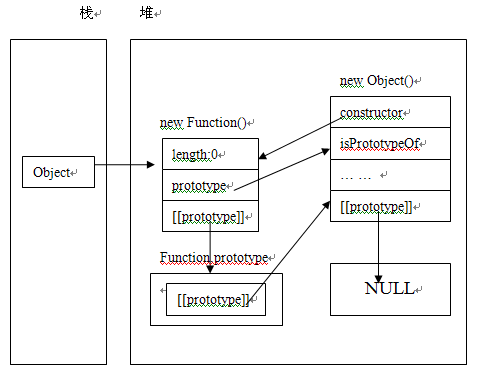 栈 堆
new Object()
constructor
new Function()
length:0
isPrototypeOf
Object
prototype
… …
[[prototype]]
[[prototype]]
Function.prototype
[[prototype]]
NULL